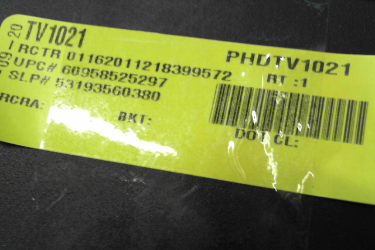 TV1021
PHDTV1021
RCTR 01162011218399572
RT :1
UPC# 60958525297
SLP# 53193560380
RCRA:
BKT:
DOT CL: